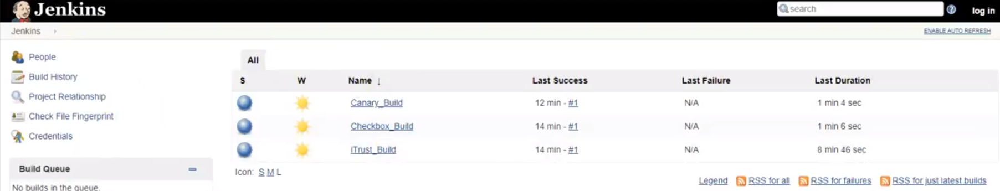 Jenkins
search
log in
Jenkins
ENABLE AUTO REFRESH
People
Build History
Project Relationship
Check File Fingerprint
Credentials
Build Queue
No builds in the queue.
All
S W Name ↓ Last Success Last Failure Last Duration
Canary_Build 12 min - #1 N/A 1 min 4 sec
Checkbox_Build 14 min - #1 N/A 1 min 6 sec
iTrust_Build 14 min - #1 N/A 8 min 46 sec
Icon: S M L
Legend RSS for all RSS for failures RSS for just latest builds